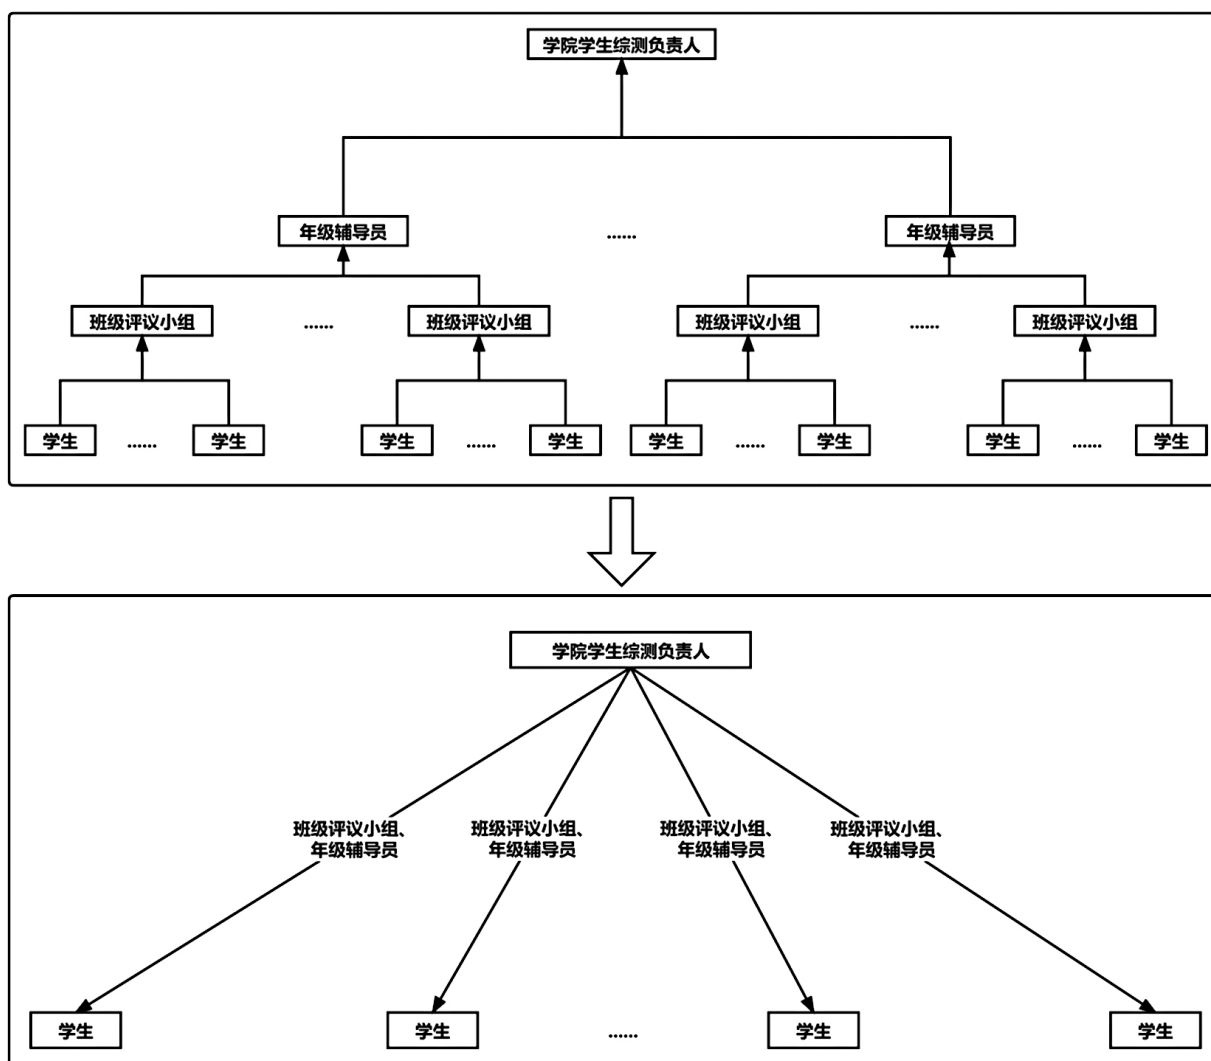 学院学生综测负责人
年级辅导员
......
年级辅导员
班级评议小组
......
班级评议小组
班级评议小组
......
班级评议小组
学生
......
学生
学生
......
学生
学生
......
学生
学生
......
学生
学院学生综测负责人
班级评议小组、
年级辅导员
班级评议小组、
年级辅导员
班级评议小组、
年级辅导员
班级评议小组、
年级辅导员
学生
学生
......
学生
学生